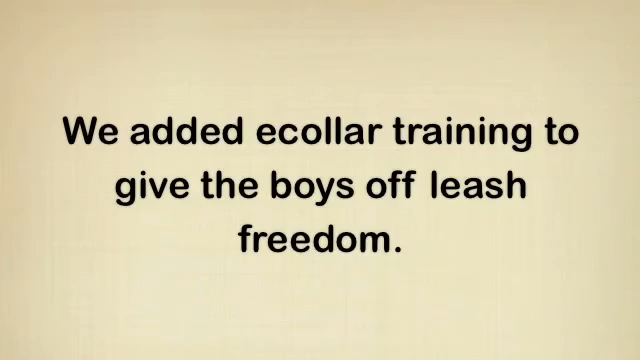 We added ecollar training to
give the boys off leash
freedom.